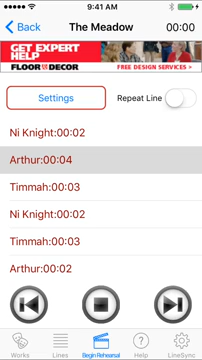 9:41 AM
Back
The Meadow
00:00
GET EXPERT
HELP
FLOOR DECOR
FREE DESIGN SERVICES >
Settings
Repeat Line
Ni Knight:00:02
Arthur:00:04
Timmah:00:03
Ni Knight:00:02
Timmah:00:03
Arthur:00:02
Works
Lines
Begin Rehearsal
Help
LineSync